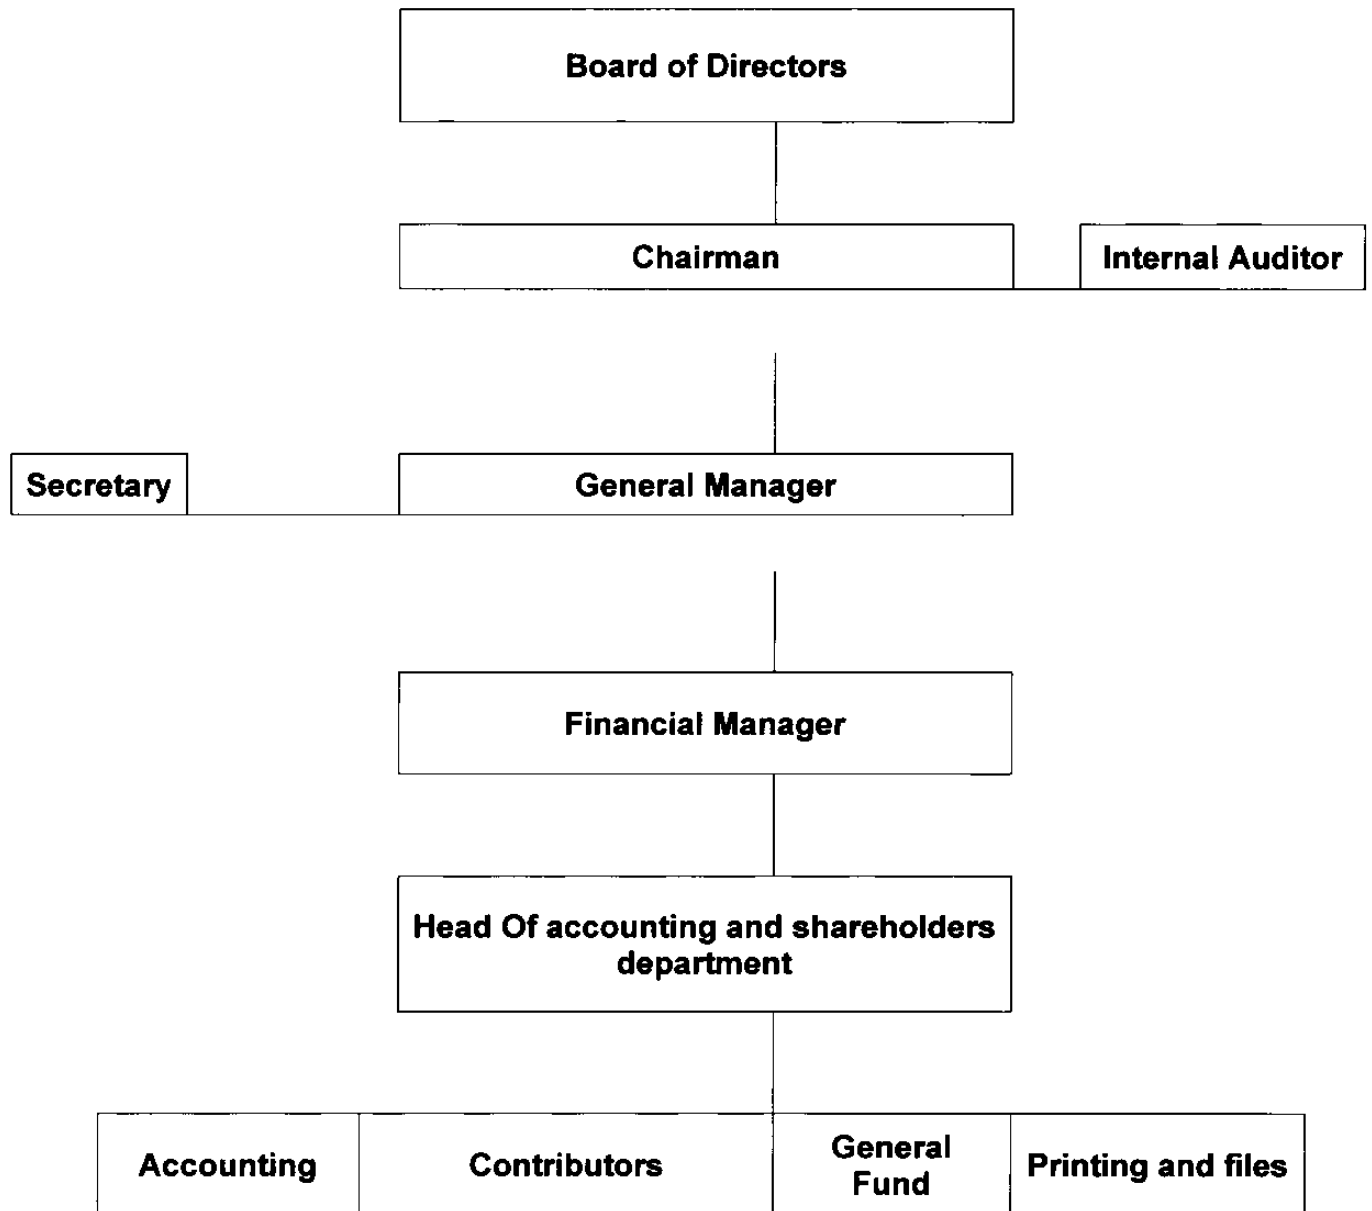 Board of Directors
Chairman
Internal Auditor
Secretary
General Manager
Financial Manager
Head Of accounting and shareholders
department
Accounting
Contributors
General
Fund
Printing and files